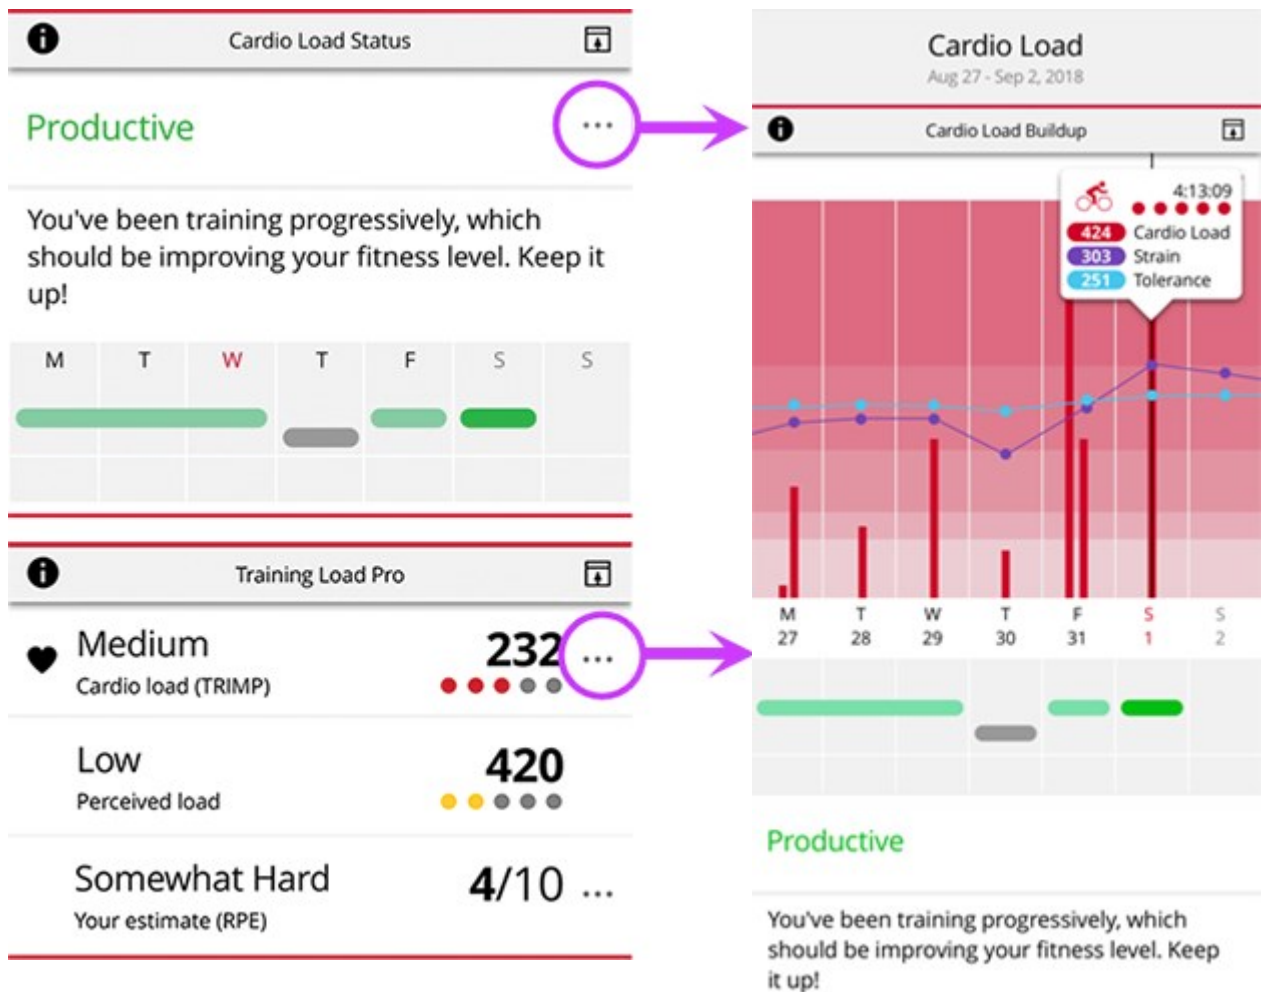 Cardio Load Status
Productive
...
You've been training progressively, which
should be improving your fitness level. Keep it
up!
M T W T F S S
Training Load Pro
Medium 232 ...
Cardio load (TRIMP)
Low 420
Perceived load
Somewhat Hard 4/10 ...
Your estimate (RPE)
Cardio Load
Aug 27 - Sep 2, 2018
Cardio Load Buildup
4:13:09
424 Cardio Load
303 Strain
251 Tolerance
M T W T F S S
27 28 29 30 31 1 2
Productive
You've been training progressively, which
should be improving your fitness level. Keep
it up!